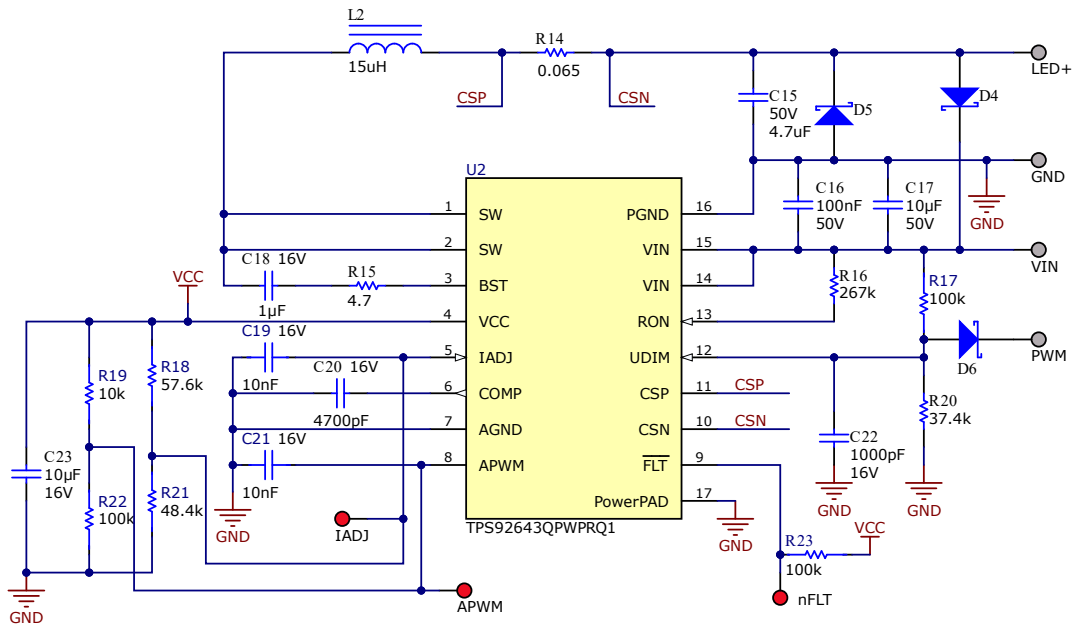 L2
15uH
R14
0.065
CSP
CSN
LED+
C15
50V
4.7uF
D5
D4
GND
U2
C16
100nF
50V
C17
10µF
50V
GND
1 SW
2 SW
3 BST
4 VCC
5 IADJ
6 COMP
7 AGND
8 APWM
PGND 16
VIN 15
VIN 14
RON 13
UDIM 12
CSP 11
CSN 10
FLT 9
PowerPAD 17
TPS92643QPWPRQ1
VIN
C18 16V
1µF
R15
4.7
VCC
R16
267k
R17
100k
PWM
D6
C19 16V
10nF
C20 16V
4700pF
R19
10k
R18
57.6k
CSP
CSN
R20
37.4k
C21 16V
10nF
C22
1000pF
16V
C23
10µF
16V
R22
100k
R21
48.4k
GND
GND
GND
GND
IADJ
VCC
R23
100k
nFLT
APWM
GND